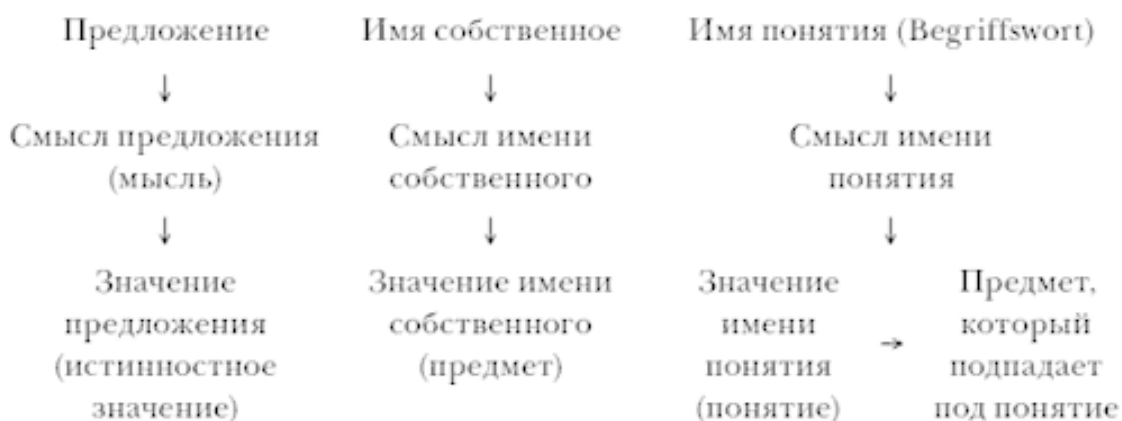 Предложение
Имя собственное
Имя понятия (Begriffswort)
↓
↓
↓
Смысл предложения
(мысль)
Смысл имени
собственного
Смысл имени
понятия
↓
↓
↓
Значение
предложения
(истинностное
значение)
Значение имени
собственного
(предмет)
Значение
имени
понятия
(понятие)
→
Предмет,
который
подпадает
под понятие